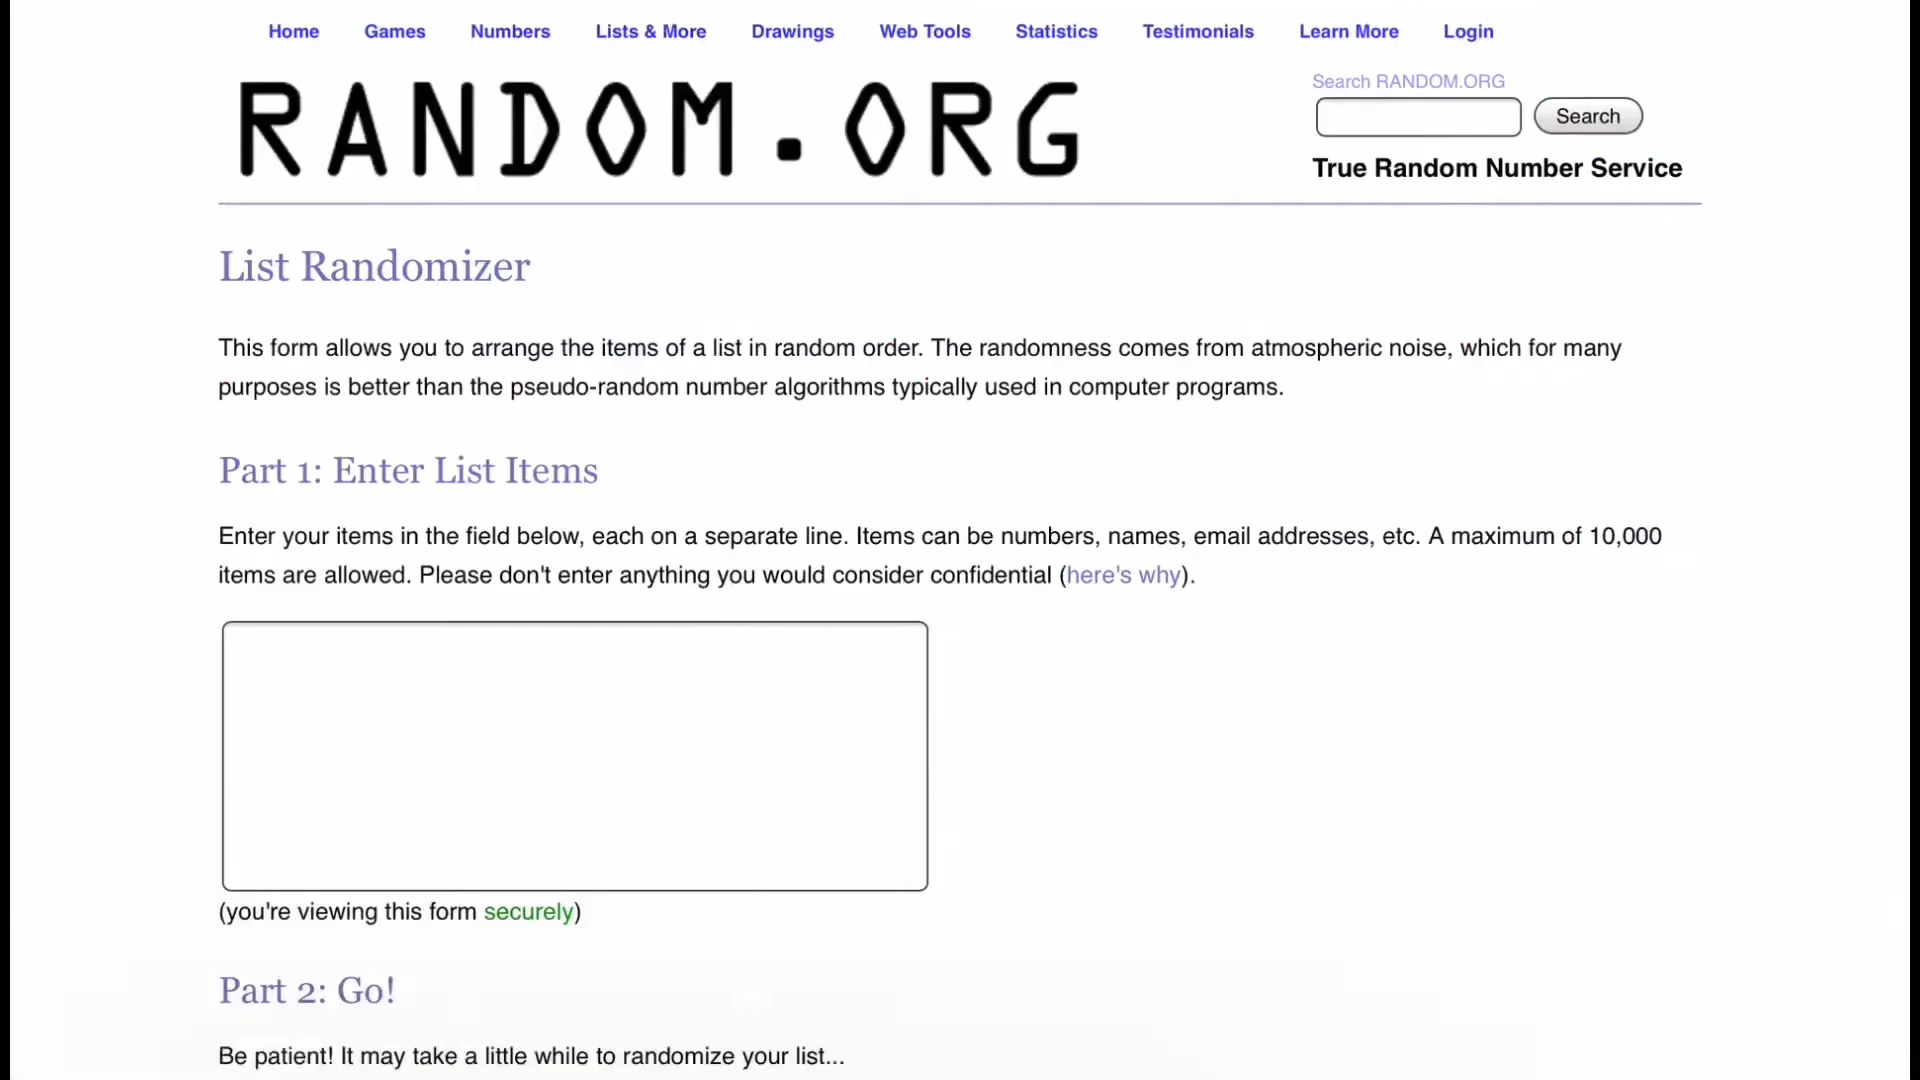 Home Games Numbers Lists & More Drawings Web Tools Statistics Testimonials Learn More Login
RANDOM.ORG
Search RANDOM.ORG
Search
True Random Number Service
List Randomizer
This form allows you to arrange the items of a list in random order. The randomness comes from atmospheric noise, which for many
purposes is better than the pseudo-random number algorithms typically used in computer programs.
Part 1: Enter List Items
Enter your items in the field below, each on a separate line. Items can be numbers, names, email addresses, etc. A maximum of 10,000
items are allowed. Please don't enter anything you would consider confidential (here's why).
(you're viewing this form securely)
Part 2: Go!
Be patient! It may take a little while to randomize your list...